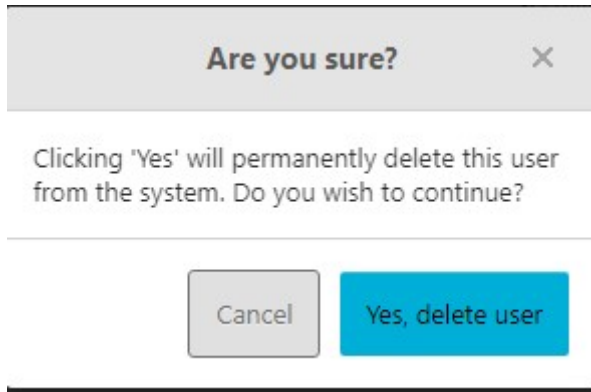 Are you sure?
Clicking 'Yes' will permanently delete this user
from the system. Do you wish to continue?
Cancel
Yes, delete user